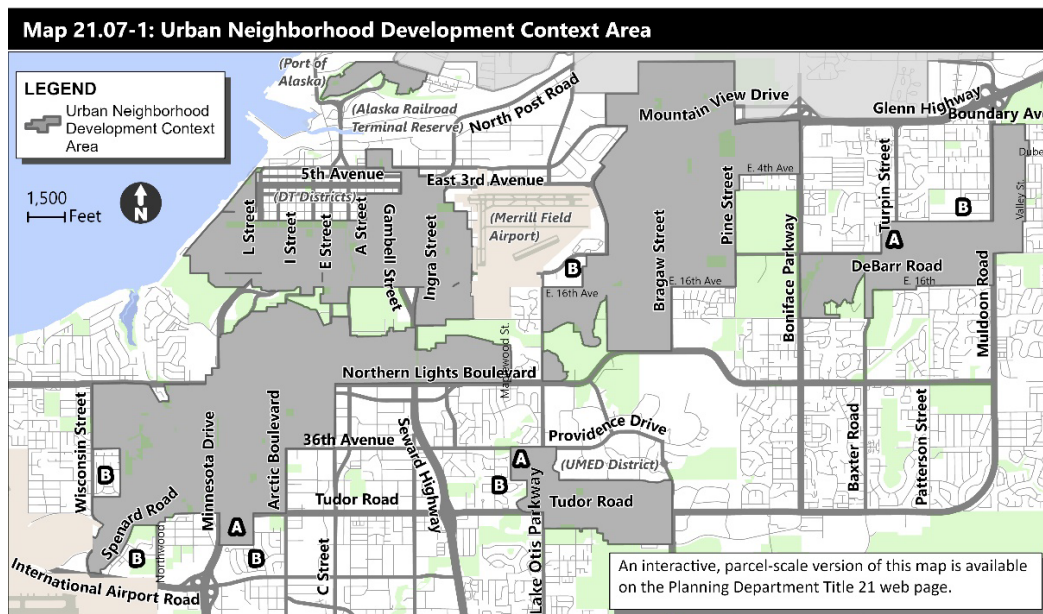 Map 21.07-1: Urban Neighborhood Development Context Area
LEGEND
Urban Neighborhood
Development Context
Area
1,500
Feet
N
(Port of
Alaska)
(Alaska Railroad
Terminal Reserve)
North Post Road
Mountain View Drive
Glenn Highway
Boundary Ave
5th Avenue
East 3rd Avenue
(DT Districts)
(Merrill Field
Airport)
L Street
I Street
E Street
A Street
Gambell Street
Ingra Street
Bragaw Street
Pine Street
E. 4th Ave
Boniface Parkway
Turpin Street
B
A
Valley St.
Dube
DeBarr Road
E. 16th
Muldoon Road
B
E. 16th Ave
E. 16th Ave
Maplewood St.
Northern Lights Boulevard
Wisconsin Street
Minnesota Drive
Arctic Boulevard
36th Avenue
Seward Highway
Providence Drive
(UMED District)
A
B
B
Baxter Road
Patterson Street
Spenard Road
Tudor Road
Tudor Road
Lake Otis Parkway
A
B
B
Northwood
C Street
International Airport Road
An interactive, parcel-scale version of this map is available
on the Planning Department Title 21 web page.